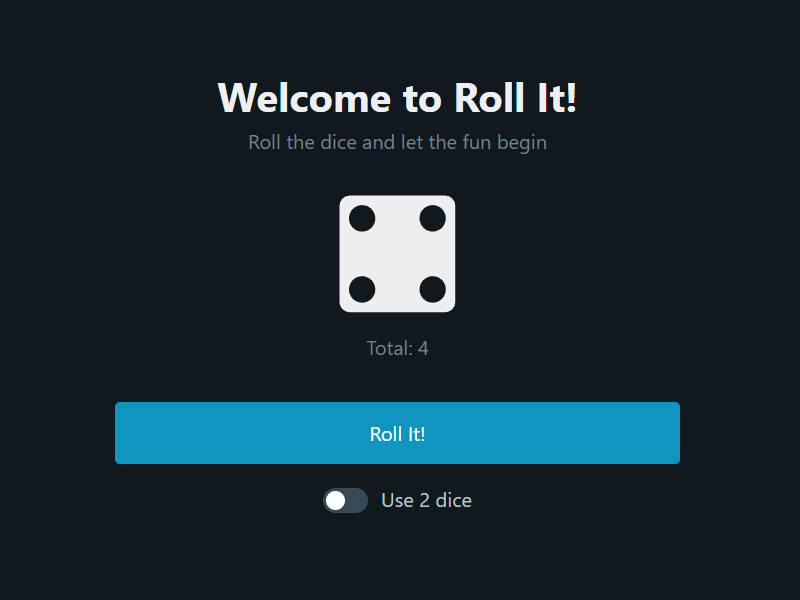 Welcome to Roll It!
Roll the dice and let the fun begin
Total: 4
Roll It!
Use 2 dice